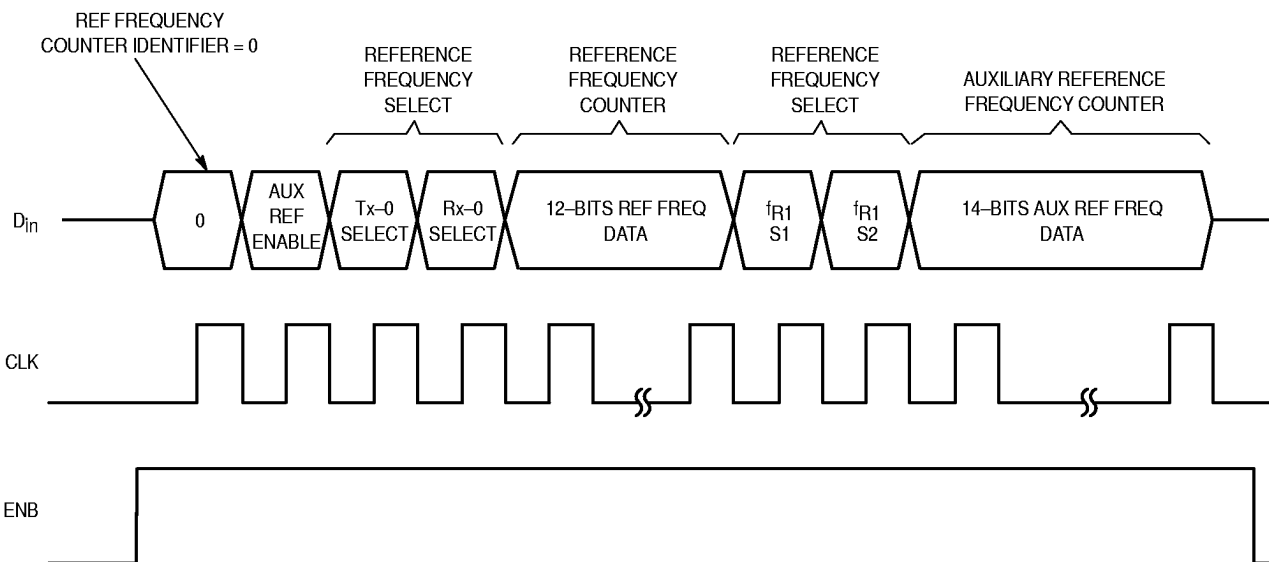 REF FREQUENCY
COUNTER IDENTIFIER = 0
REFERENCE
FREQUENCY
SELECT
REFERENCE
FREQUENCY
COUNTER
REFERENCE
FREQUENCY
SELECT
AUXILIARY REFERENCE
FREQUENCY COUNTER
Din
0
AUX
REF
ENABLE
Tx–0
SELECT
Rx–0
SELECT
12–BITS REF FREQ
DATA
fR1
S1
fR1
S2
14–BITS AUX REF FREQ
DATA
CLK
ENB